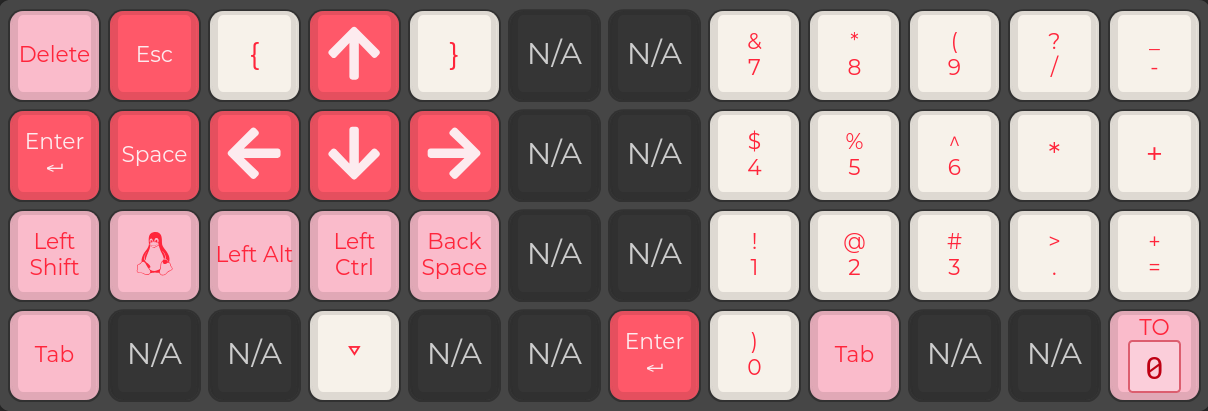 Delete
Esc
{
↑
}
N/A
N/A
&
7
*
8
(
9
?
/
_
-
Enter
↵
Space
←
↓
→
N/A
N/A
$
4
%
5
^
6
*
+
Left
Shift
Left Alt
Left
Ctrl
Back
Space
N/A
N/A
!
1
@
2
#
3
>
.
+
=
Tab
N/A
N/A
▽
N/A
N/A
Enter
↵
)
0
Tab
N/A
N/A
TO
0